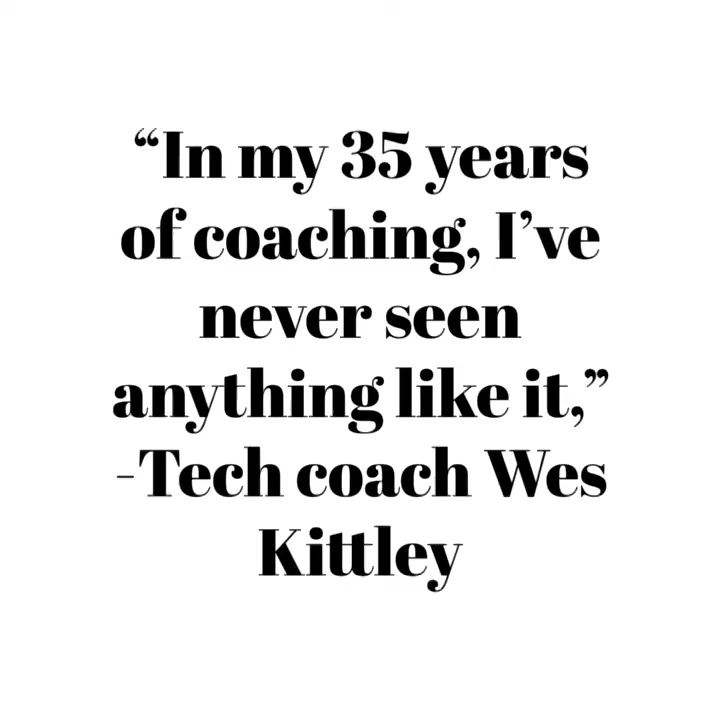 “In my 35 years
of coaching, I’ve
never seen
anything like it,”
-Tech coach Wes
Kittley